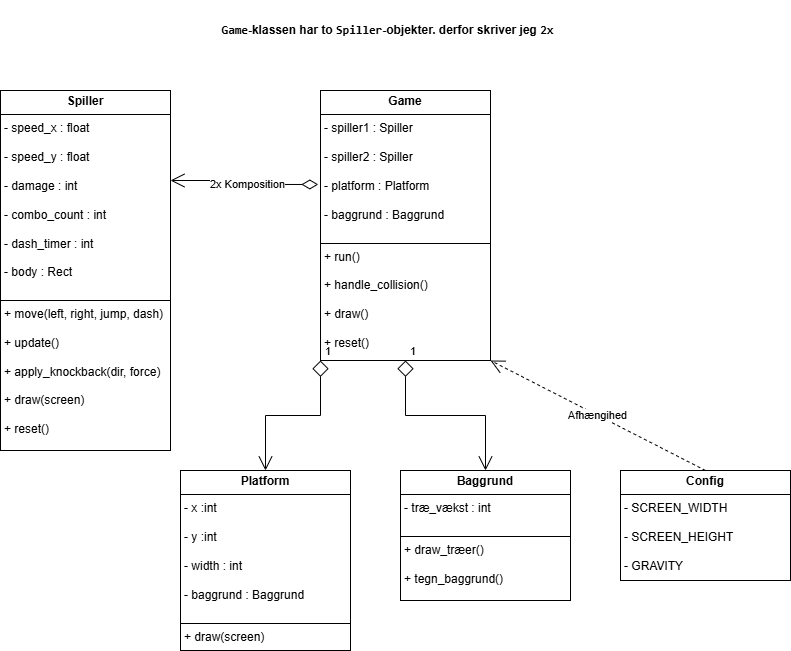 Game-klassen har to Spiller-objekter. derfor skriver jeg 2x
Spiller
- speed_x : float
- speed_y : float
- damage : int
- combo_count : int
- dash_timer : int
- body : Rect
+ move(left, right, jump, dash)
+ update()
+ apply_knockback(dir, force)
+ draw(screen)
+ reset()
2x Komposition
Game
- spiller1 : Spiller
- spiller2 : Spiller
- platform : Platform
- baggrund : Baggrund
+ run()
+ handle_collision()
+ draw()
+ reset()
1
1
Afhængihed
Platform
- x :int
- y :int
- width : int
- baggrund : Baggrund
+ draw(screen)
Baggrund
- træ_vækst : int
+ draw_træer()
+ tegn_baggrund()
Config
- SCREEN_WIDTH
- SCREEN_HEIGHT
- GRAVITY